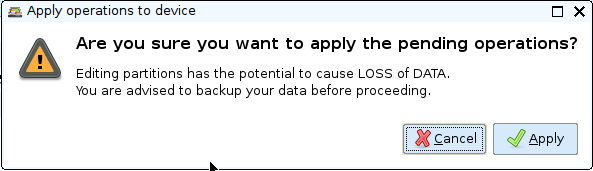 Apply operations to device
Are you sure you want to apply the pending operations?
Editing partitions has the potential to cause LOSS of DATA.
You are advised to backup your data before proceeding.
Cancel
Apply